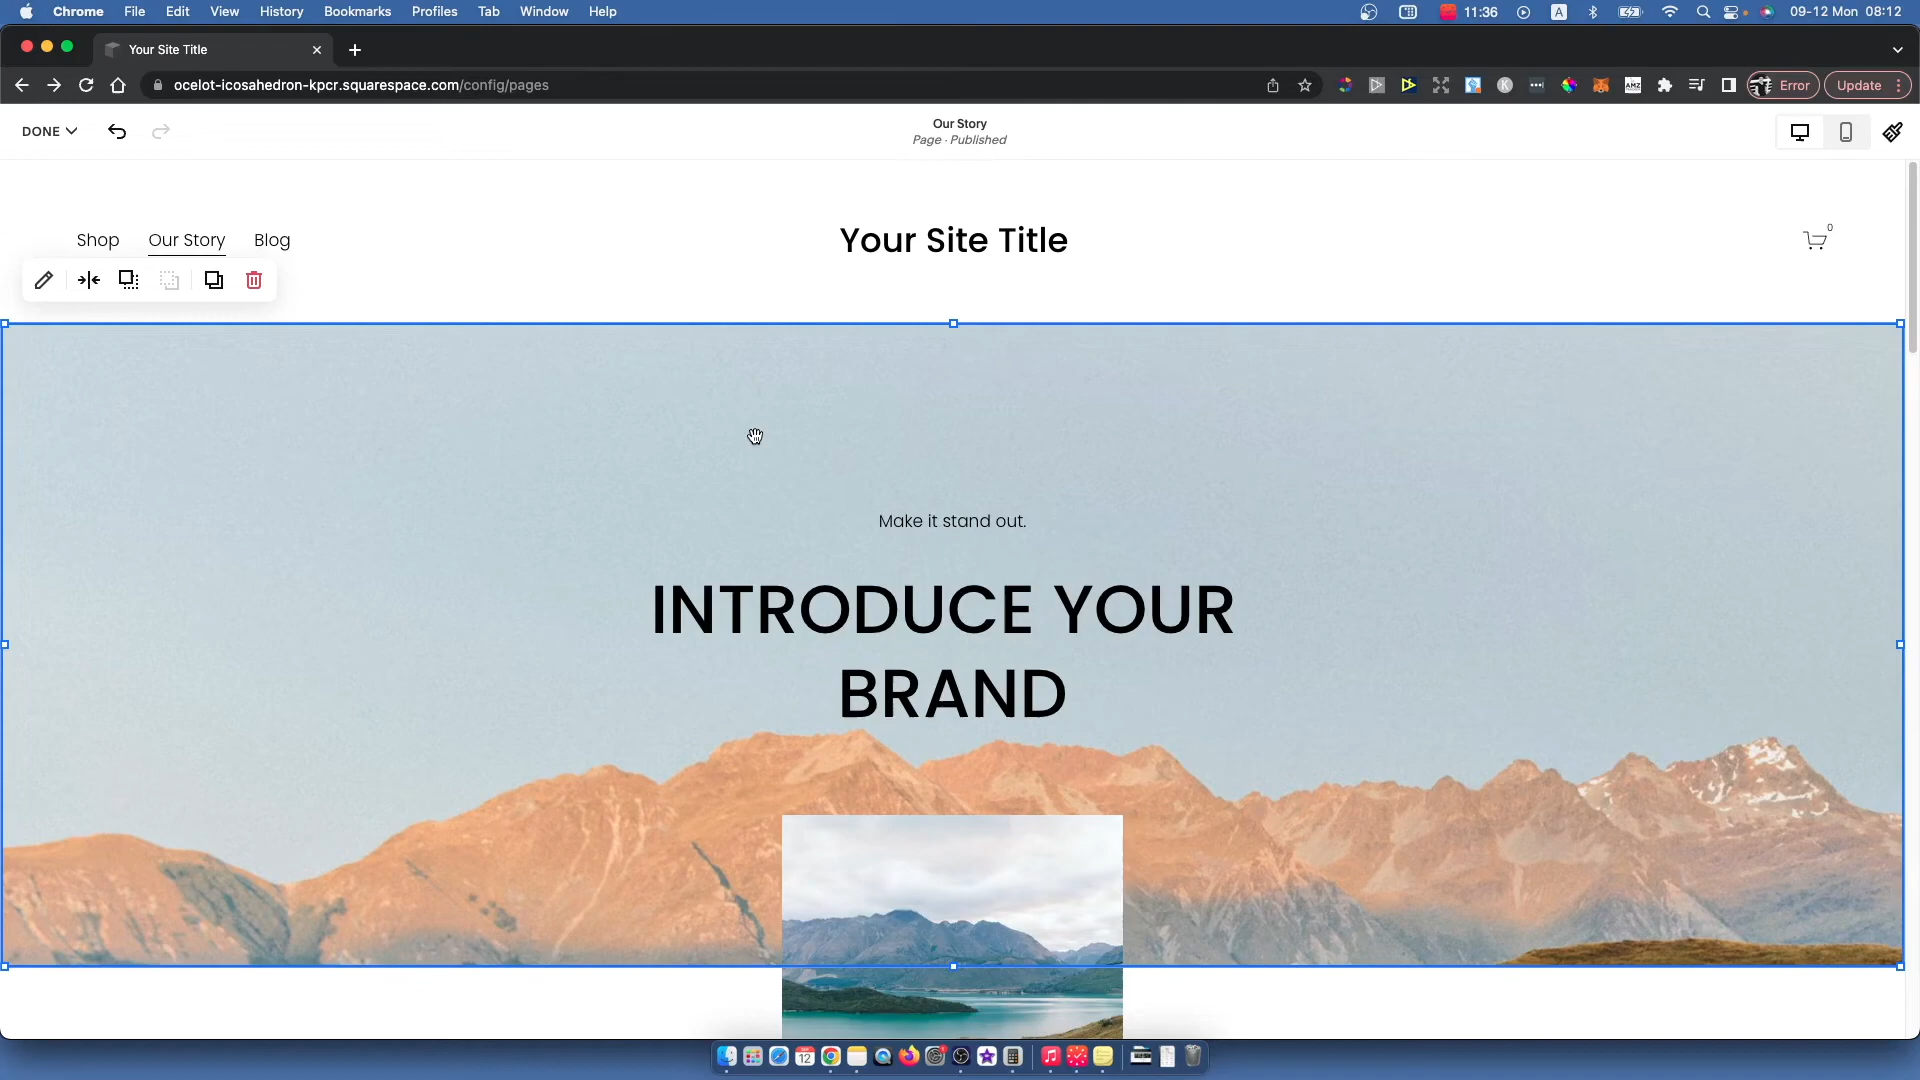 Chrome File Edit View History Bookmarks Profiles Tab Window Help
11:36 A 09-12 Mon 08:12
Your Site Title
ocelot-icosahedron-kpcr.squarespace.com/config/pages
K AMZ Error Update
DONE
Our Story
Page · Published
Shop Our Story Blog
Your Site Title
0
Make it stand out.
INTRODUCE YOUR
BRAND
12